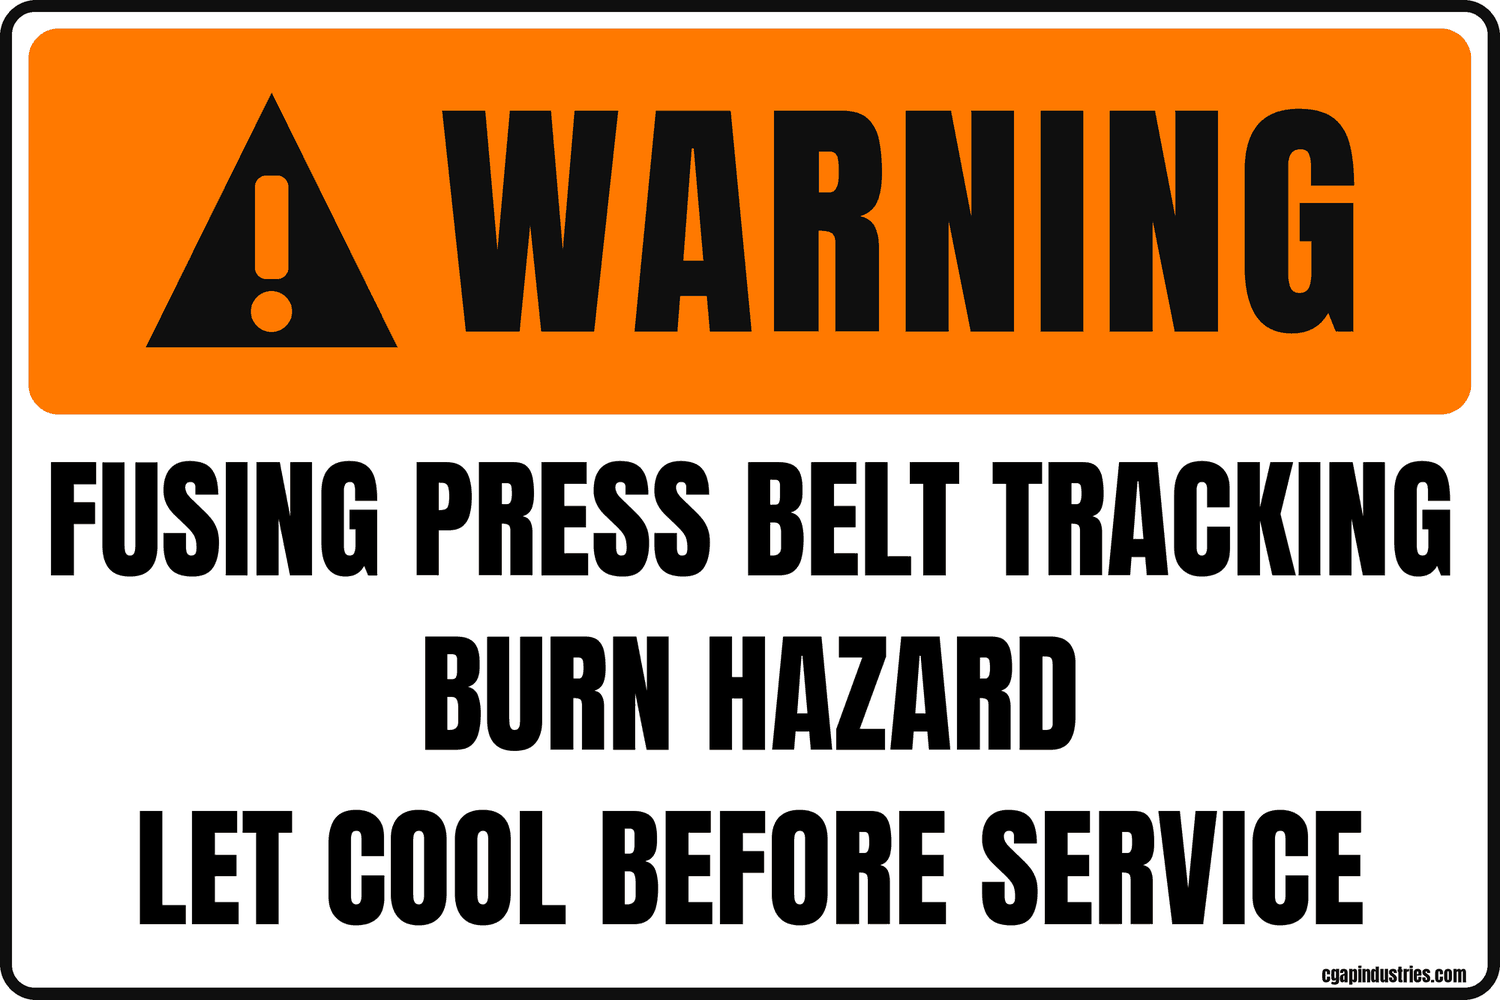 WARNING
FUSING PRESS BELT TRACKING
BURN HAZARD
LET COOL BEFORE SERVICE
cgapindustries.com